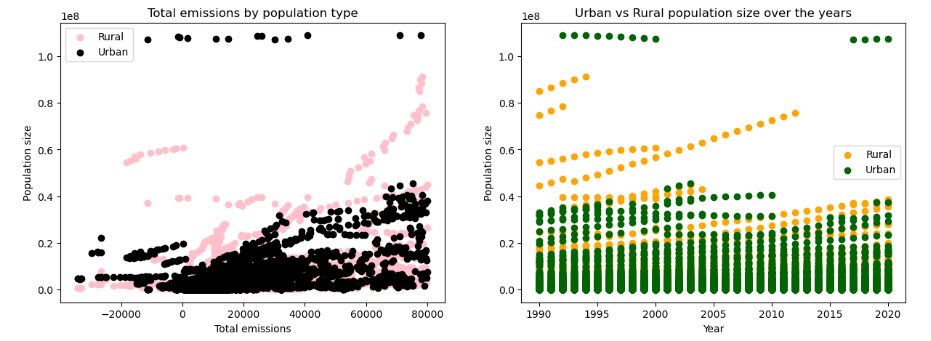 Total emissions by population type
1e8
Rural
Urban
1.0
0.8
0.6
0.4
0.2
0.0
Population size
−20000 0 20000 40000 60000 80000
Total emissions
Urban vs Rural population size over the years
1e8
1.0
0.8
0.6
0.4
0.2
0.0
Population size
Rural
Urban
1990 1995 2000 2005 2010 2015 2020
Year